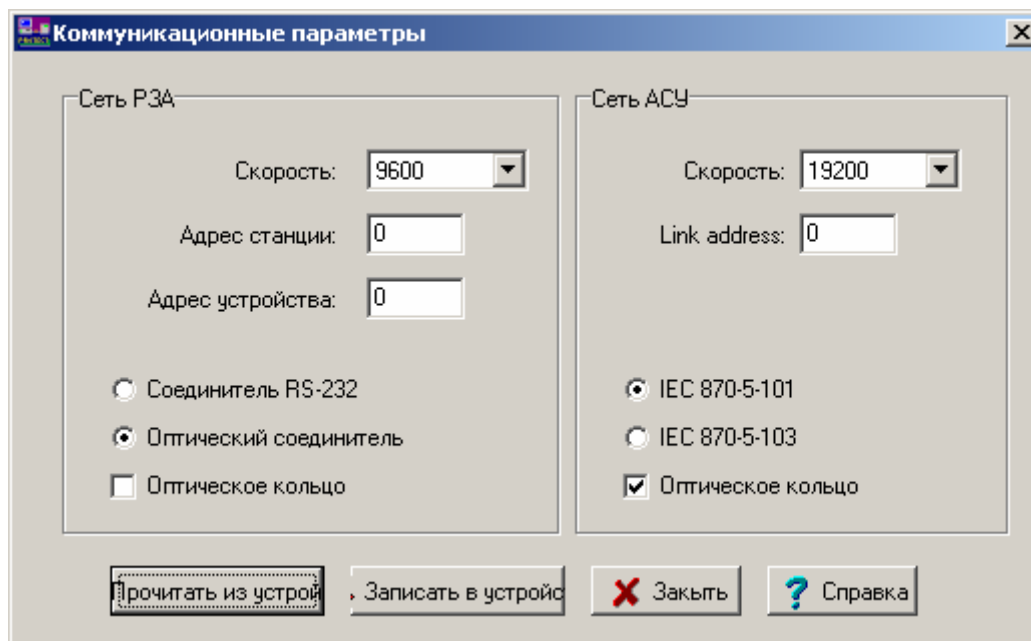 Коммуникационные параметры
Сеть РЗА
Скорость: 9600
Адрес станции: 0
Адрес устройства: 0
Соединитель RS-232
Оптический соединитель
Оптическое кольцо
Сеть АСУ
Скорость: 19200
Link address: 0
IEC 870-5-101
IEC 870-5-103
Оптическое кольцо
Прочитать из устрой
Записать в устройс
Закыть
Справка